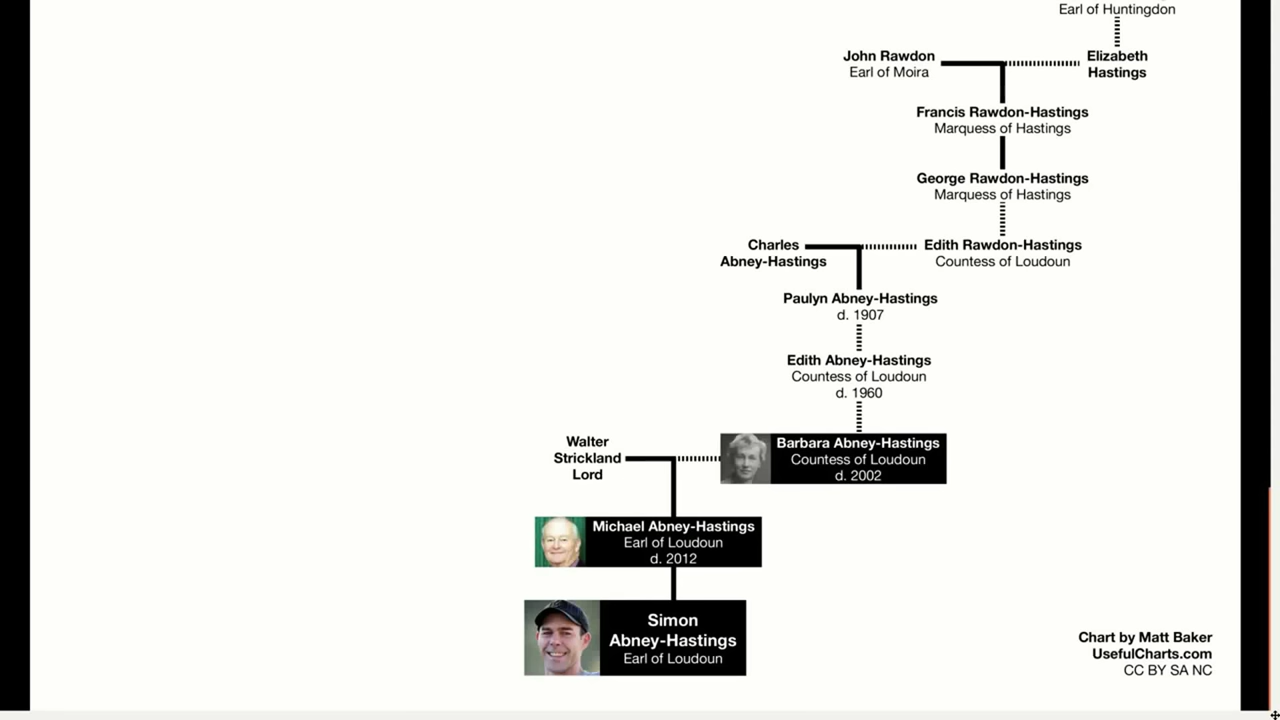 Earl of Huntingdon
John Rawdon
Earl of Moira
Elizabeth
Hastings
Francis Rawdon-Hastings
Marquess of Hastings
George Rawdon-Hastings
Marquess of Hastings
Charles
Abney-Hastings
Edith Rawdon-Hastings
Countess of Loudoun
Paulyn Abney-Hastings
d. 1907
Edith Abney-Hastings
Countess of Loudoun
d. 1960
Walter
Strickland
Lord
Barbara Abney-Hastings
Countess of Loudoun
d. 2002
Michael Abney-Hastings
Earl of Loudoun
d. 2012
Simon
Abney-Hastings
Earl of Loudoun
Chart by Matt Baker
UsefulCharts.com
CC BY SA NC